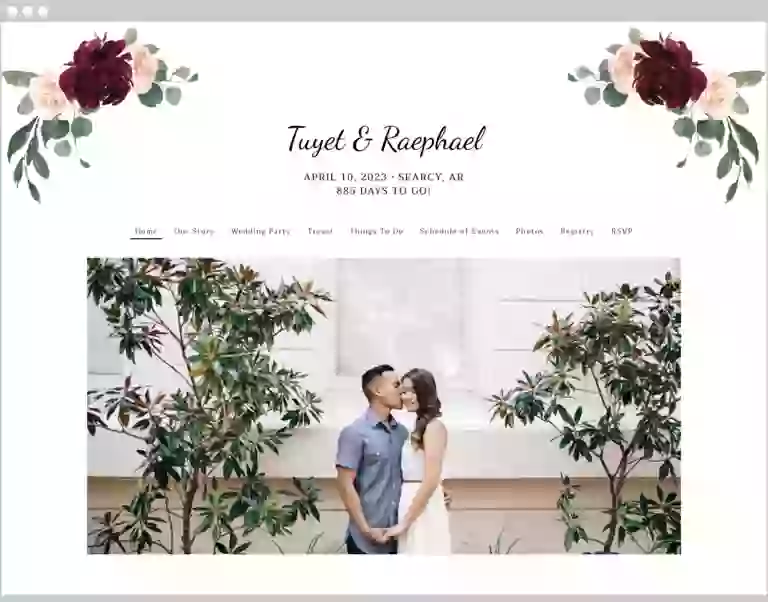 Tuyet & Raephael
APRIL 10, 2023 • SEARCY, AR
885 DAYS TO GO!
Home Our Story Wedding Party Travel Things To Do Schedule of Events Photos Registry RSVP